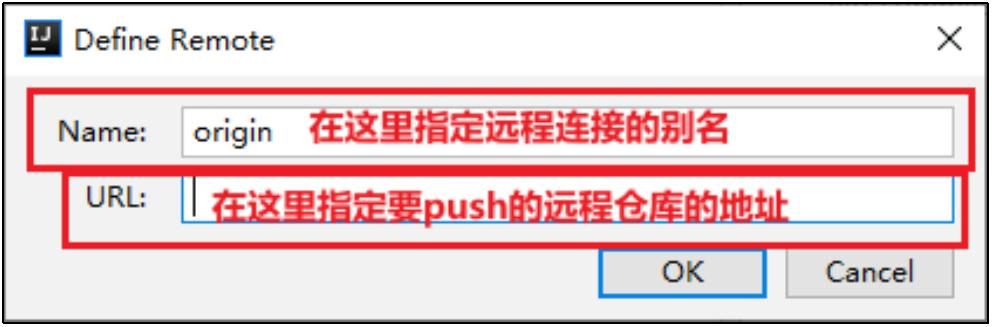 IJ Define Remote
Name: origin 在这里指定远程连接的别名
URL: 在这里指定要push的远程仓库的地址
OK Cancel